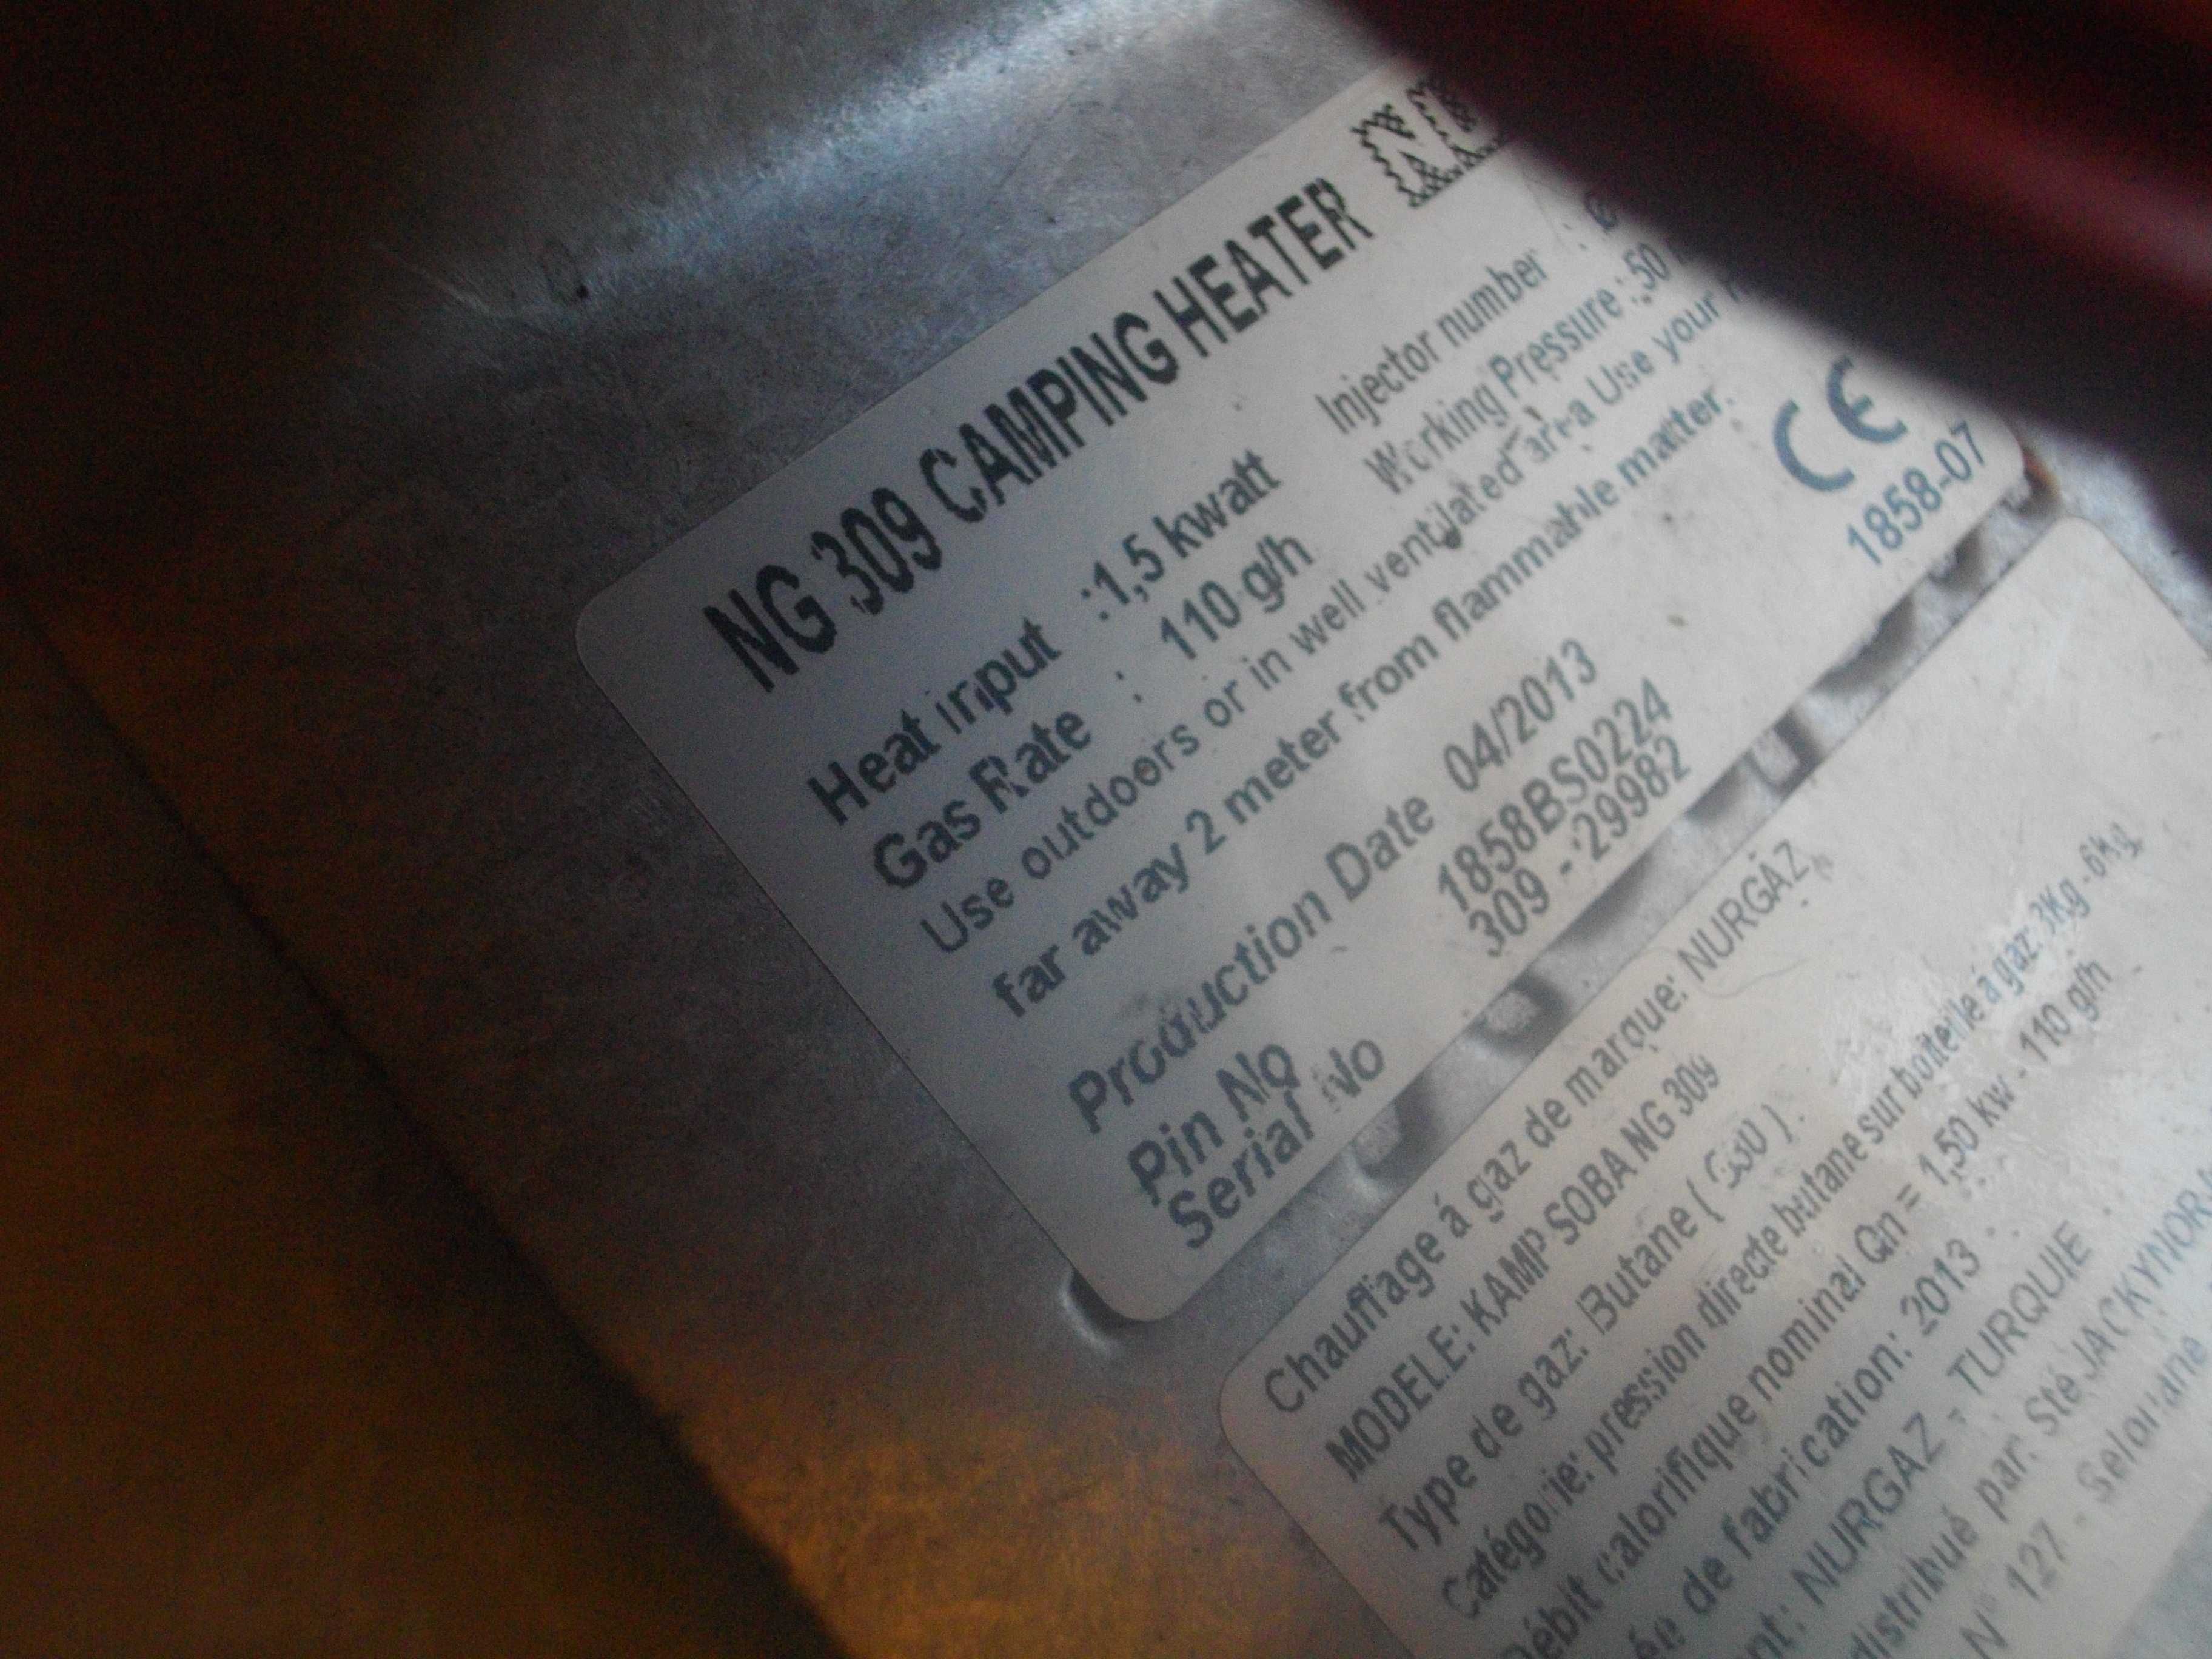 NG 309 CAMPING HEATER
Heat input :1,5 kwatt Injector number :
Gas Rate : 110 g/h Working Pressure :50
Use outdoors or in well ventilated area Use your
far away 2 meter from flammable matter.
CE
1858-07
Production Date 04/2013
Pin No 1858BS0224
Serial No 309 - 29982
Chauffage á gaz de marque: NURGAZ
MODELE: KAMP SOBA NG 309
Type de gaz: Butane ( G30 ).
Catégorie: pression directe butane sur boîteille á gaz: 3Kg - 6Kg
Débit calorifique nominal Qn = 1,50 kw - 110 g/h
de fabrication: 2013
NURGAZ - TURQUIE
distribué par: Sté JACKYNOR
N° 127 - Selouane